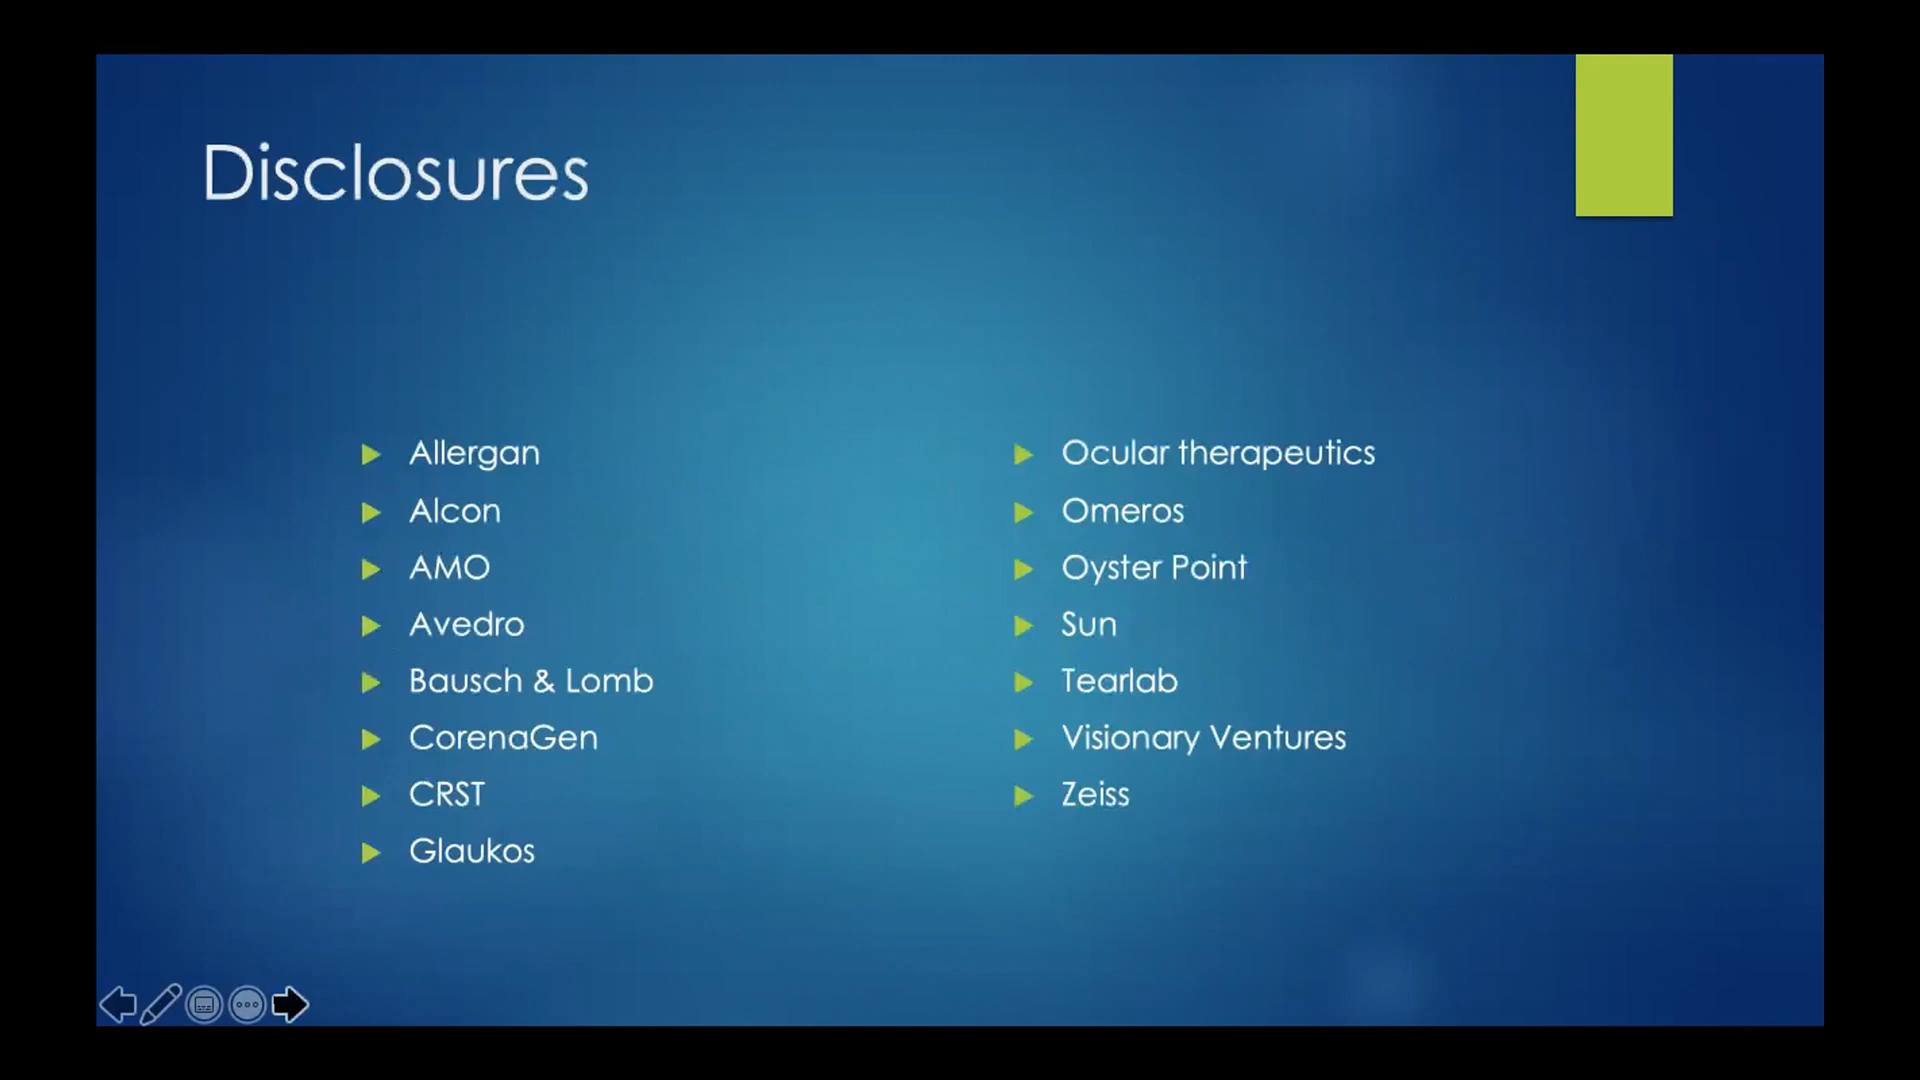 Disclosures
Allergan
Alcon
AMO
Avedro
Bausch & Lomb
CorenaGen
CRST
Glaukos
Ocular therapeutics
Omeros
Oyster Point
Sun
Tearlab
Visionary Ventures
Zeiss